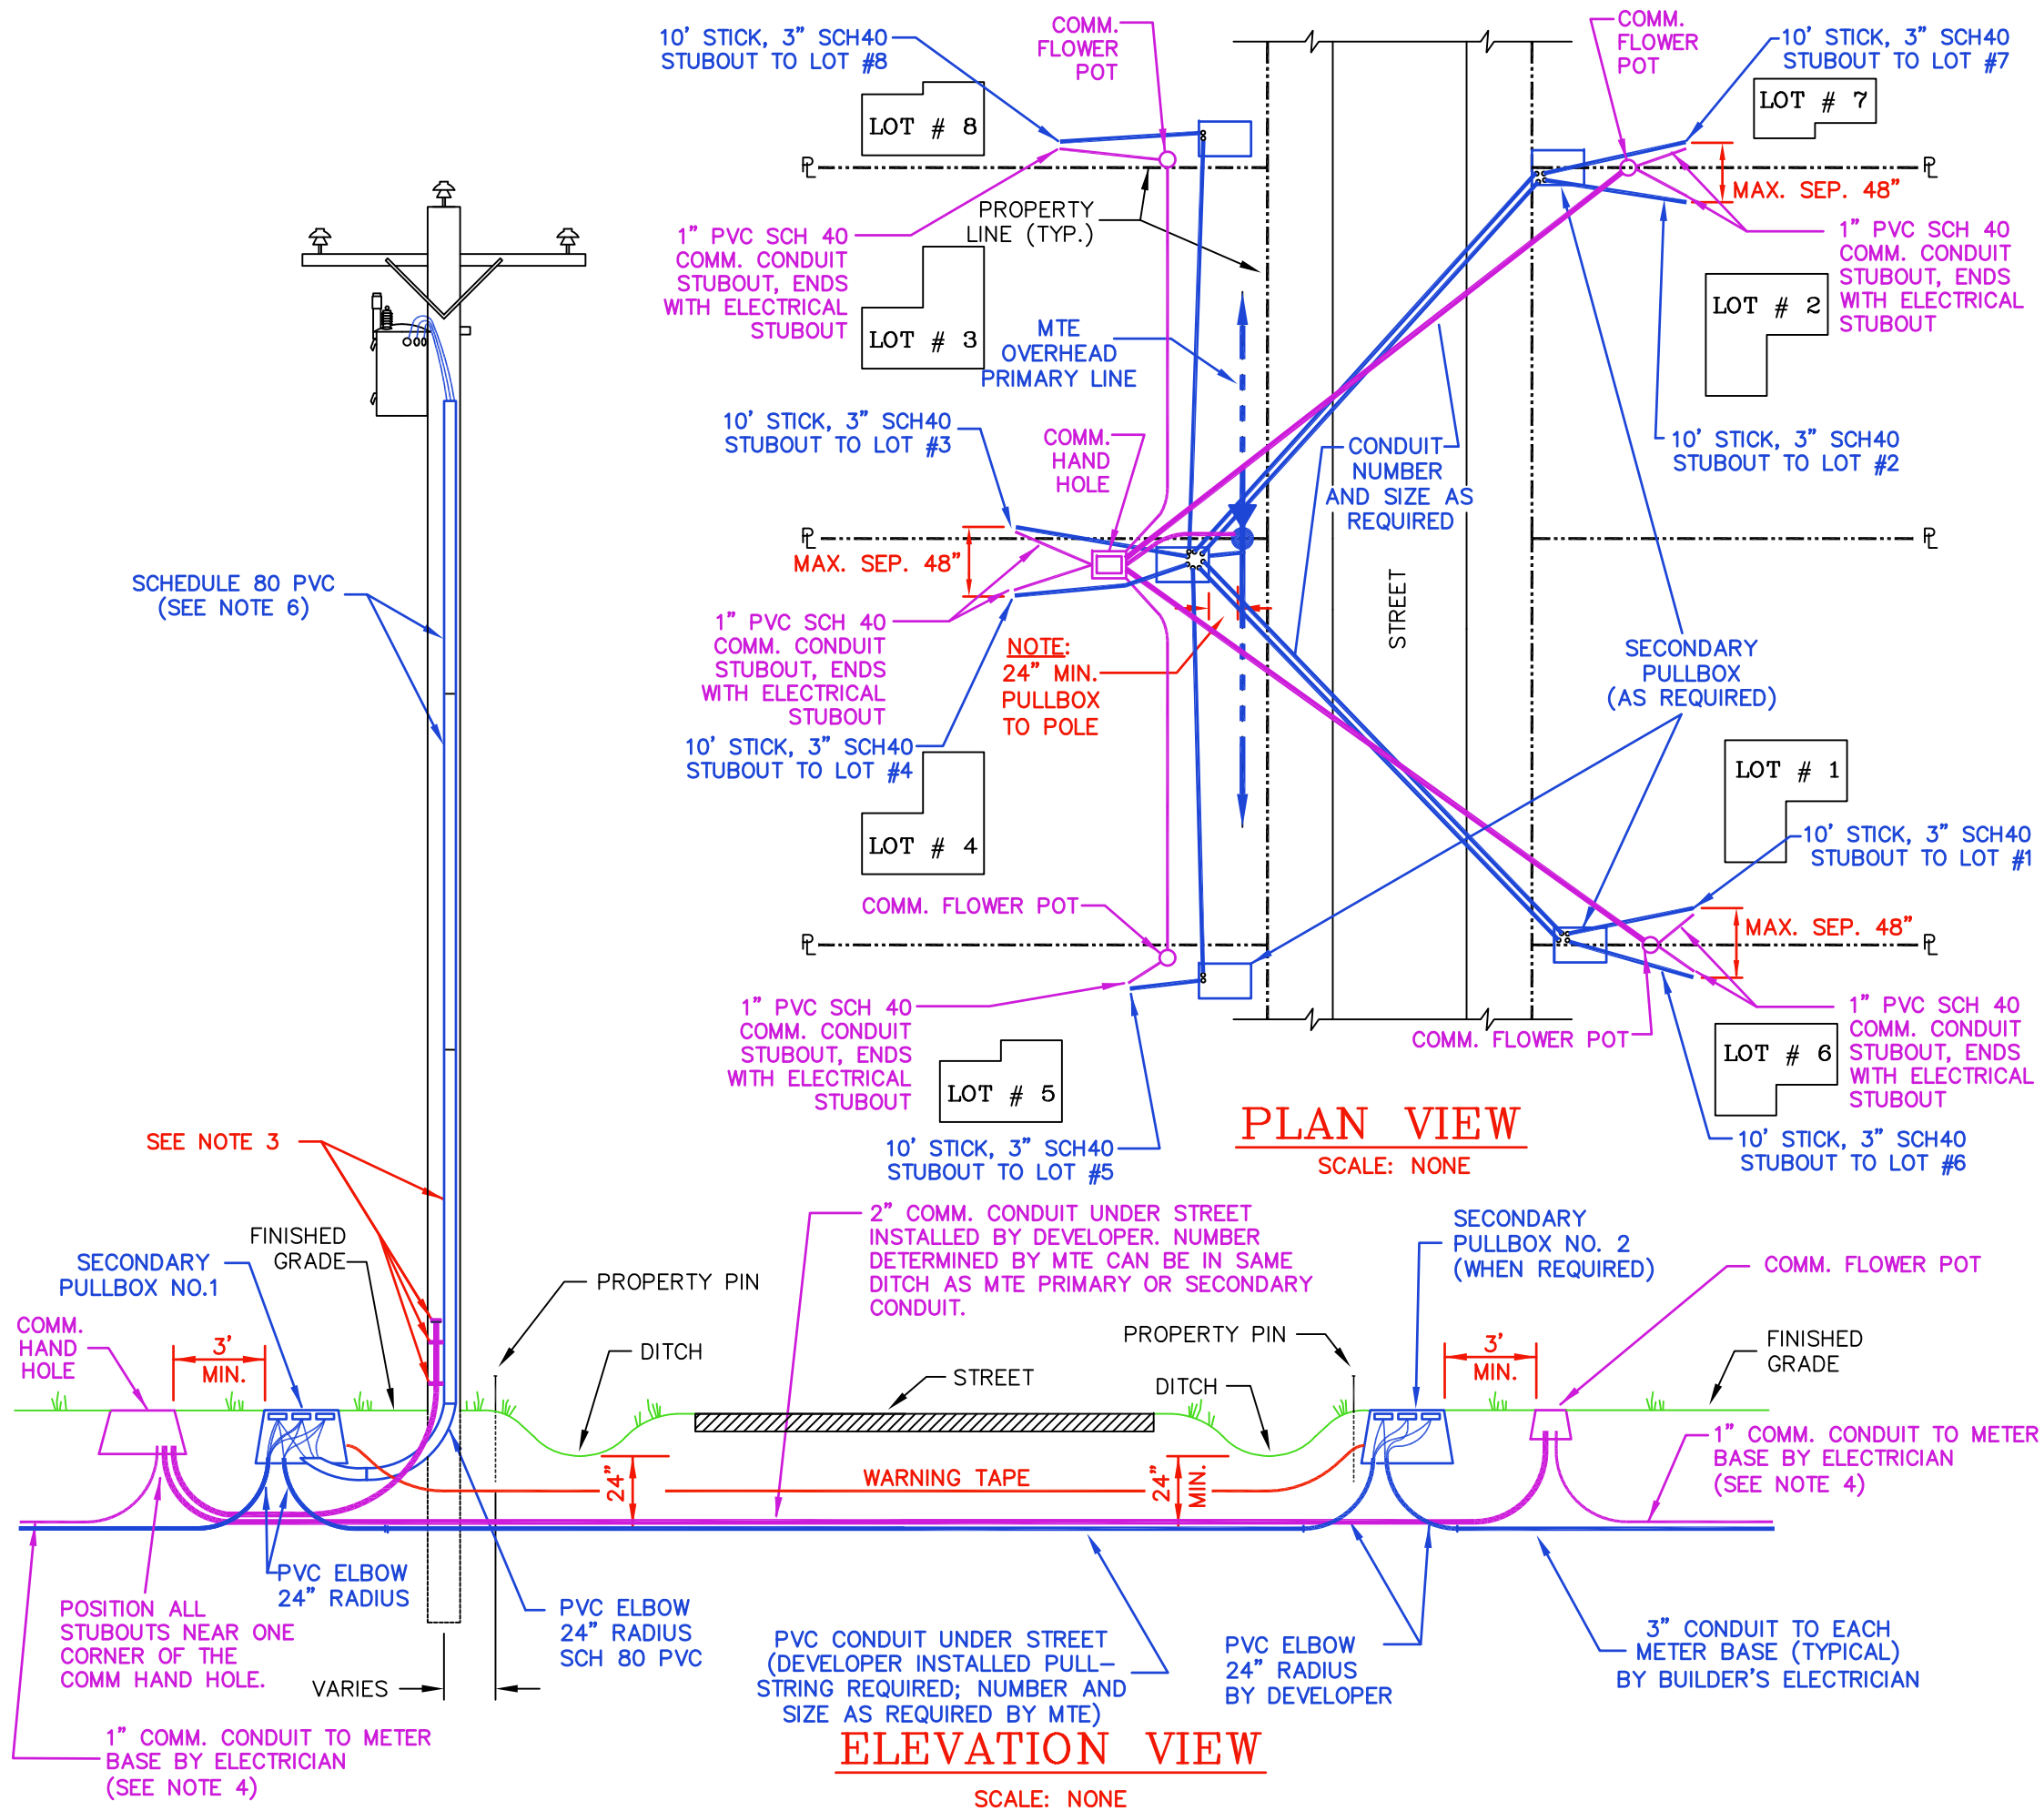 10' STICK, 3" SCH40
STUBOUT TO LOT #8
COMM.
FLOWER
POT
COMM.
FLOWER
POT
10' STICK, 3" SCH40
STUBOUT TO LOT #7
LOT # 8
LOT # 7
PL
PL
MAX. SEP. 48"
PROPERTY
LINE (TYP.)
1" PVC SCH 40
COMM. CONDUIT
STUBOUT, ENDS
WITH ELECTRICAL
STUBOUT
1" PVC SCH 40
COMM. CONDUIT
STUBOUT, ENDS
WITH ELECTRICAL
STUBOUT
LOT # 3
LOT # 2
MTE
OVERHEAD
PRIMARY LINE
10' STICK, 3" SCH40
STUBOUT TO LOT #3
COMM.
HAND
HOLE
CONDUIT
NUMBER
AND SIZE AS
REQUIRED
10' STICK, 3" SCH40
STUBOUT TO LOT #2
PL
PL
MAX. SEP. 48"
SCHEDULE 80 PVC
(SEE NOTE 6)
STREET
1" PVC SCH 40
COMM. CONDUIT
STUBOUT, ENDS
WITH ELECTRICAL
STUBOUT
NOTE:
24" MIN.
PULLBOX
TO POLE
SECONDARY
PULLBOX
(AS REQUIRED)
10' STICK, 3" SCH40
STUBOUT TO LOT #4
LOT # 4
LOT # 1
10' STICK, 3" SCH40
STUBOUT TO LOT #1
COMM. FLOWER POT
PL
PL
MAX. SEP. 48"
1" PVC SCH 40
COMM. CONDUIT
STUBOUT, ENDS
WITH ELECTRICAL
STUBOUT
COMM. FLOWER POT
1" PVC SCH 40
COMM. CONDUIT
STUBOUT, ENDS
WITH ELECTRICAL
STUBOUT
LOT # 5
LOT # 6
10' STICK, 3" SCH40
STUBOUT TO LOT #5
10' STICK, 3" SCH40
STUBOUT TO LOT #6
PLAN VIEW
SCALE: NONE
SEE NOTE 3
FINISHED
GRADE
SECONDARY
PULLBOX NO.1
COMM.
HAND
HOLE
3'
MIN.
PROPERTY PIN
DITCH
2" COMM. CONDUIT UNDER STREET
INSTALLED BY DEVELOPER. NUMBER
DETERMINED BY MTE CAN BE IN SAME
DITCH AS MTE PRIMARY OR SECONDARY
CONDUIT.
STREET
PROPERTY PIN
DITCH
SECONDARY
PULLBOX NO. 2
(WHEN REQUIRED)
COMM. FLOWER POT
3'
MIN.
FINISHED
GRADE
24"
WARNING TAPE
24"
MIN.
1" COMM. CONDUIT TO METER
BASE BY ELECTRICIAN
(SEE NOTE 4)
PVC ELBOW
24" RADIUS
POSITION ALL
STUBOUTS NEAR ONE
CORNER OF THE
COMM HAND HOLE.
PVC ELBOW
24" RADIUS
SCH 80 PVC
VARIES
PVC CONDUIT UNDER STREET
(DEVELOPER INSTALLED PULL-
STRING REQUIRED; NUMBER AND
SIZE AS REQUIRED BY MTE)
PVC ELBOW
24" RADIUS
BY DEVELOPER
3" CONDUIT TO EACH
METER BASE (TYPICAL)
BY BUILDER'S ELECTRICIAN
1" COMM. CONDUIT TO METER
BASE BY ELECTRICIAN
(SEE NOTE 4)
ELEVATION VIEW
SCALE: NONE